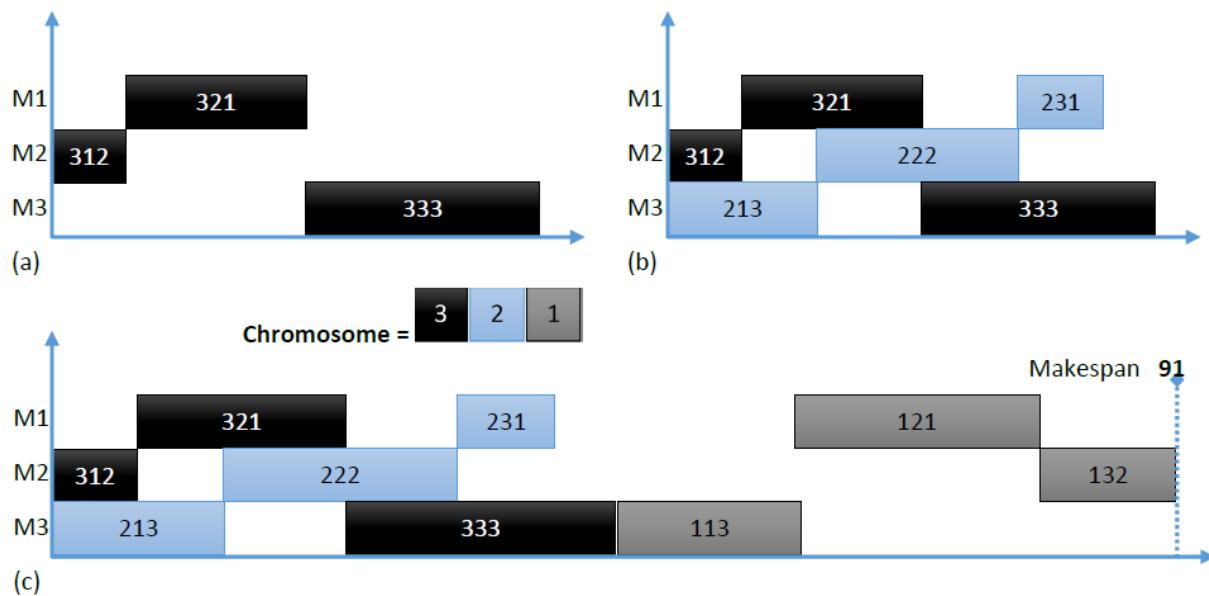 M1 321
M2 312
M3 333
(a)
M1 321 231
M2 312 222
M3 213 333
(b)
Chromosome = 3 2 1
Makespan 91
M1 321 231 121
M2 312 222 132
M3 213 333 113
(c)